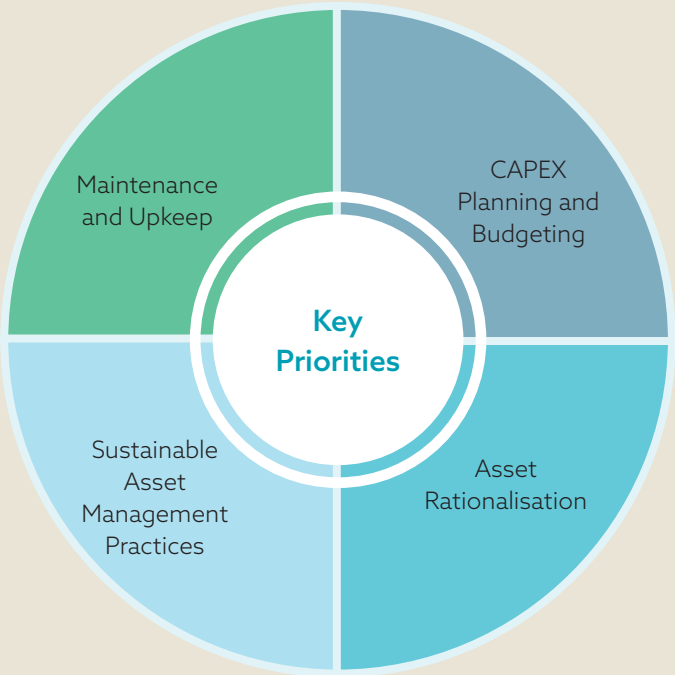 Maintenance
and Upkeep
CAPEX
Planning and
Budgeting
Key
Priorities
Sustainable
Asset
Management
Practices
Asset
Rationalisation